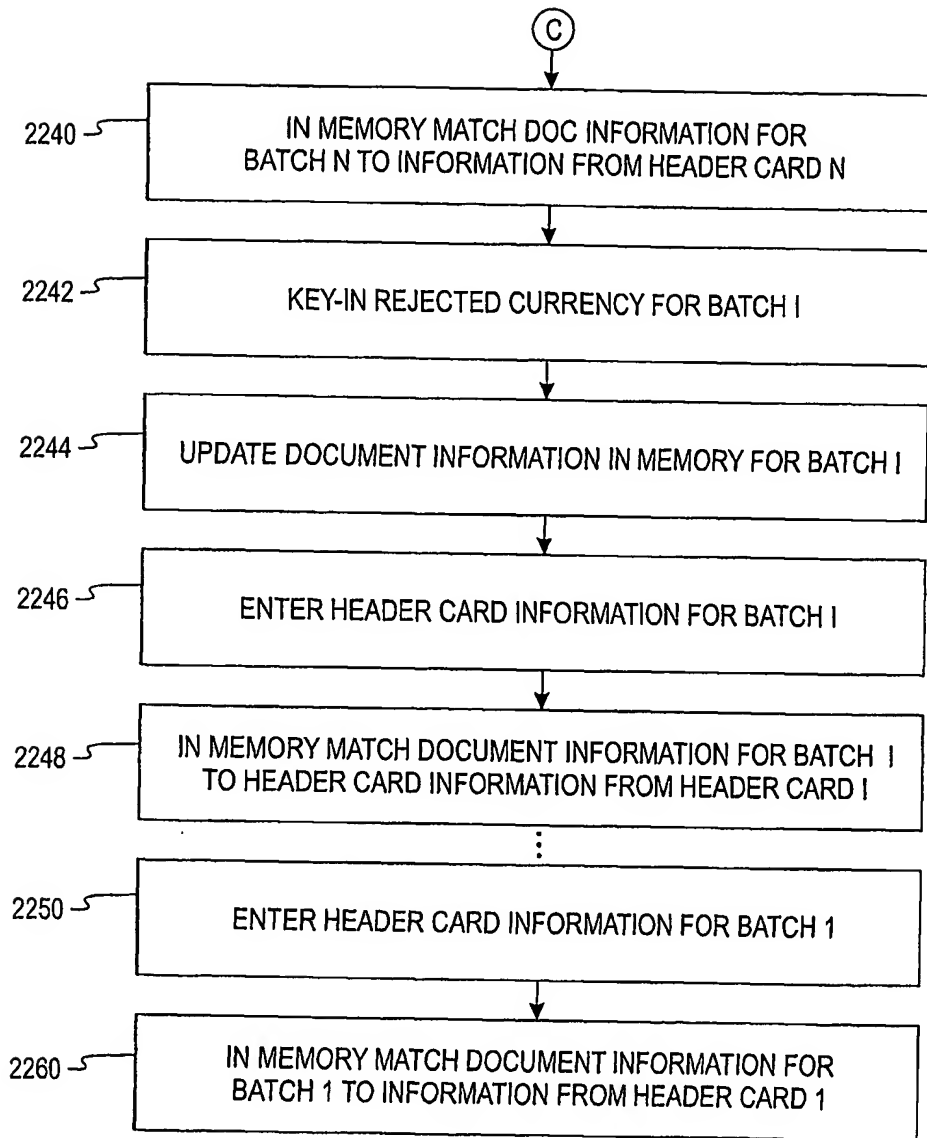 C
2240
IN MEMORY MATCH DOC INFORMATION FOR
BATCH N TO INFORMATION FROM HEADER CARD N
2242
KEY-IN REJECTED CURRENCY FOR BATCH I
2244
UPDATE DOCUMENT INFORMATION IN MEMORY FOR BATCH I
2246
ENTER HEADER CARD INFORMATION FOR BATCH I
2248
IN MEMORY MATCH DOCUMENT INFORMATION FOR BATCH I
TO HEADER CARD INFORMATION FROM HEADER CARD I
2250
ENTER HEADER CARD INFORMATION FOR BATCH 1
2260
IN MEMORY MATCH DOCUMENT INFORMATION FOR
BATCH 1 TO INFORMATION FROM HEADER CARD 1